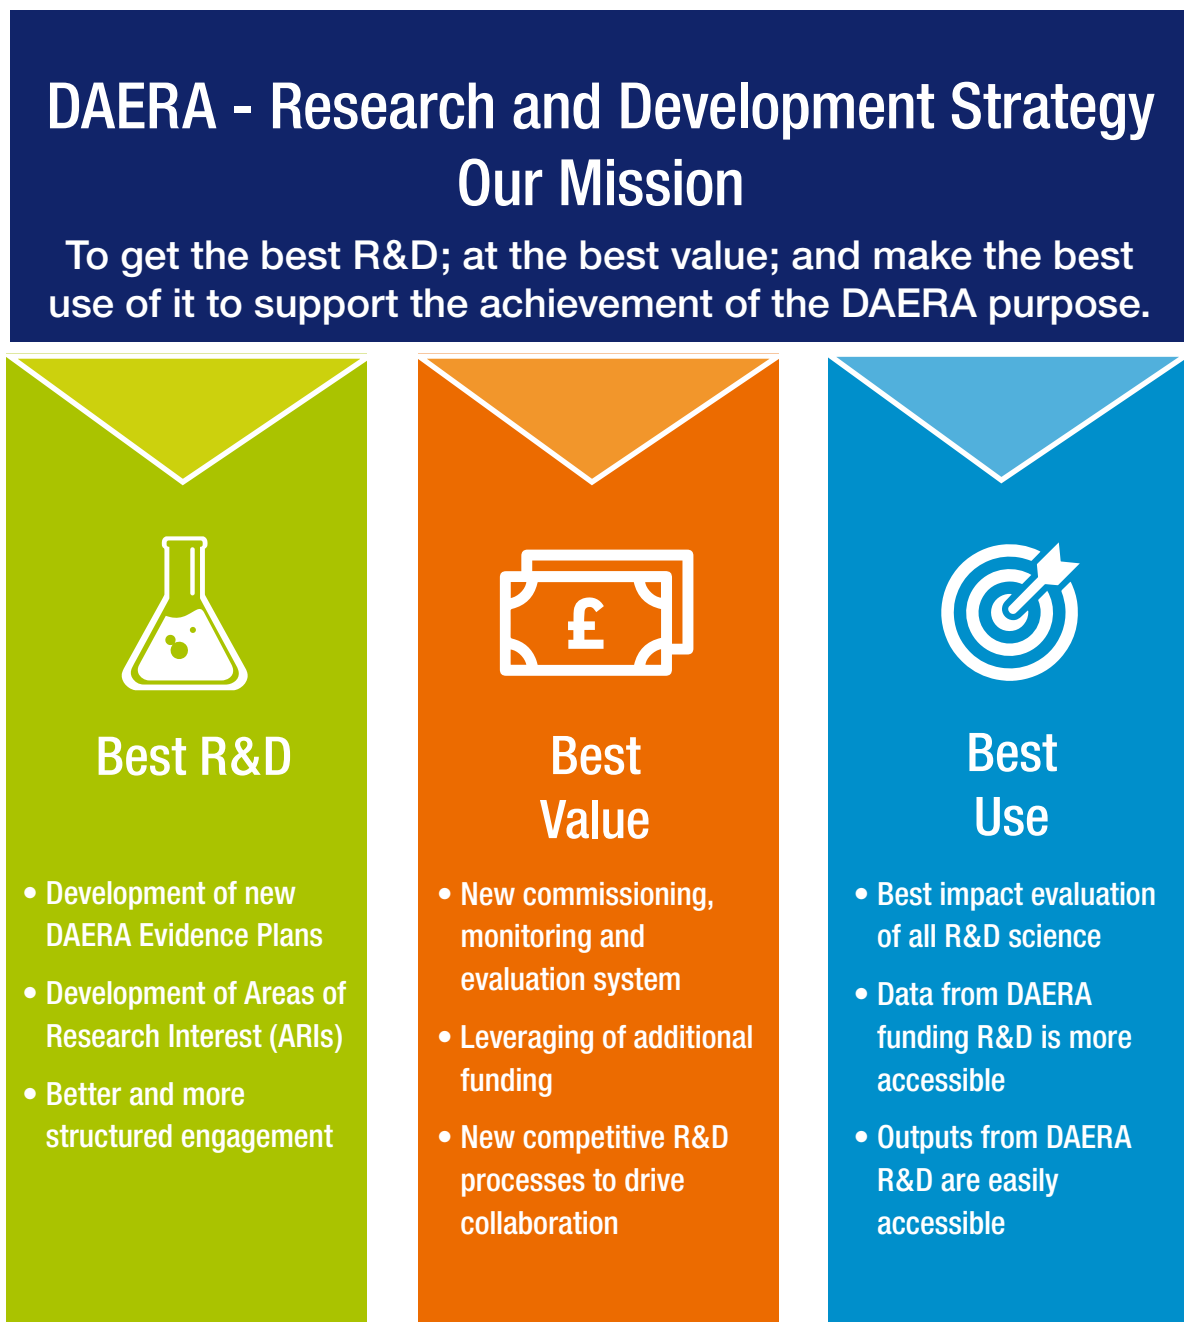 DAERA - Research and Development Strategy
Our Mission
To get the best R&D; at the best value; and make the best
use of it to support the achievement of the DAERA purpose.
£
Best R&D
• Development of new
DAERA Evidence Plans
• Development of Areas of
Research Interest (ARIs)
• Better and more
structured engagement
Best
Value
• New commissioning,
monitoring and
evaluation system
• Leveraging of additional
funding
• New competitive R&D
processes to drive
collaboration
Best
Use
• Best impact evaluation
of all R&D science
• Data from DAERA
funding R&D is more
accessible
• Outputs from DAERA
R&D are easily
accessible